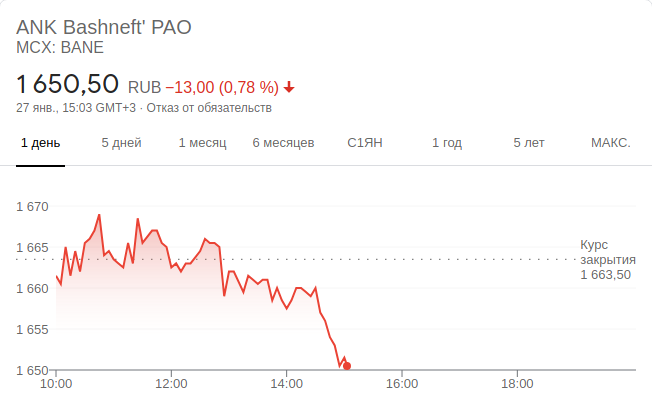 ANK Bashneft' PAO
MCX: BANE
1 650,50 RUB −13,00 (0,78 %)
27 янв., 15:03 GMT+3 · Отказ от обязательств
1 день 5 дней 1 месяц 6 месяцев С1ЯН 1 год 5 лет МАКС.
1 670
1 665
1 660
1 655
1 650
Курс
закрытия
1 663,50
10:00 12:00 14:00 16:00 18:00